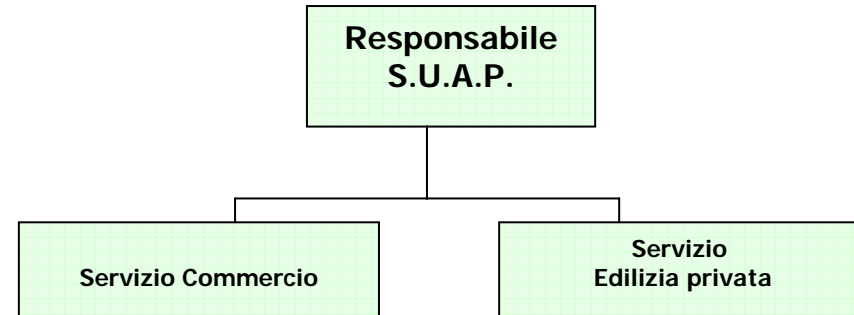 Responsabile
S.U.A.P.
Servizio Commercio
Servizio
Edilizia privata